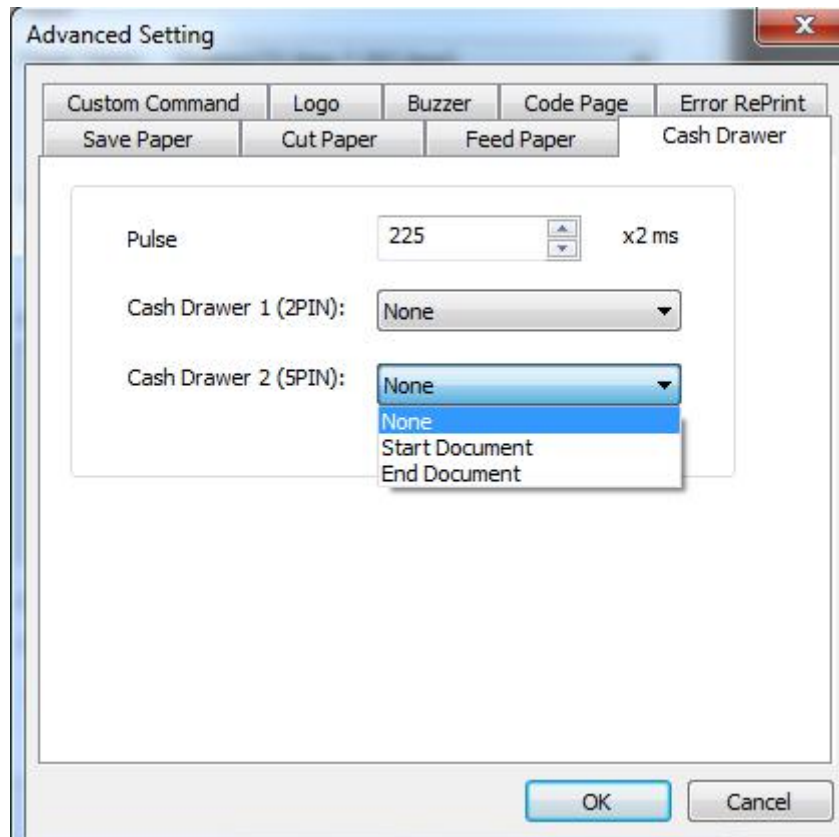 Advanced Setting
Custom Command Logo Buzzer Code Page Error RePrint
Save Paper Cut Paper Feed Paper Cash Drawer
Pulse 225 x2 ms
Cash Drawer 1 (2PIN): None
Cash Drawer 2 (5PIN): None
None
Start Document
End Document
OK Cancel